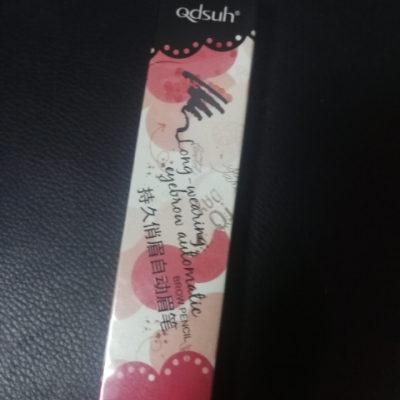 Qdsuh®
Long-wearing
eyebrow automatic
BROW PENCIL
持久俏眉自动眉笔